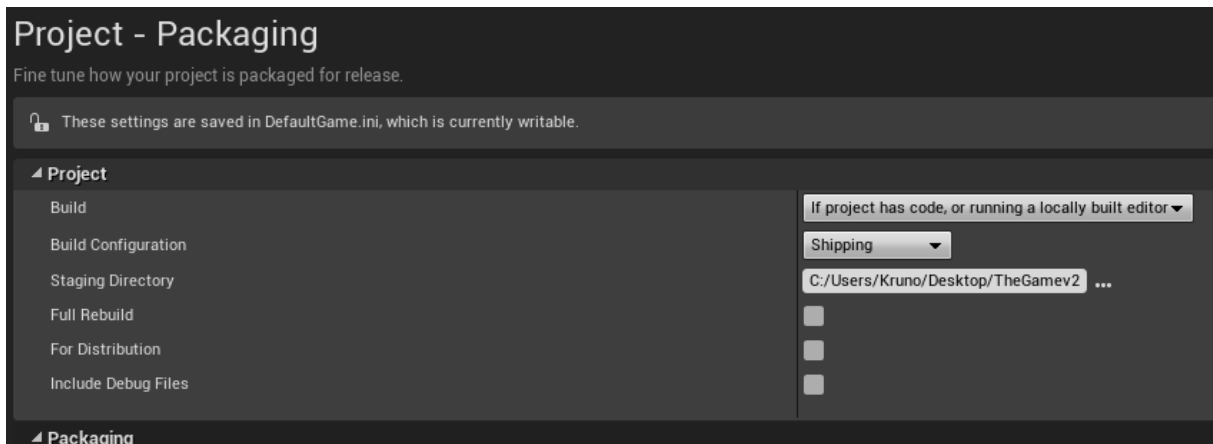 Project - Packaging
Fine tune how your project is packaged for release.
These settings are saved in DefaultGame.ini, which is currently writable.
Project
Build If project has code, or running a locally built editor
Build Configuration Shipping
Staging Directory C:/Users/Kruno/Desktop/TheGamev2 ...
Full Rebuild
For Distribution
Include Debug Files
Packaging